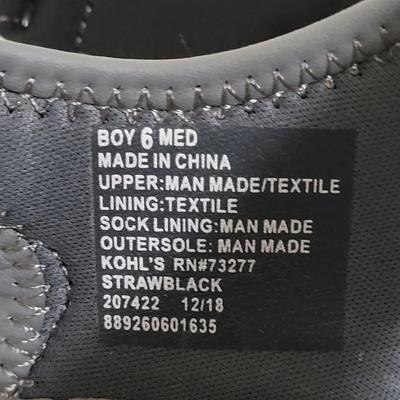 BOY 6 MED
MADE IN CHINA
UPPER:MAN MADE/TEXTILE
LINING:TEXTILE
SOCK LINING:MAN MADE
OUTERSOLE: MAN MADE
KOHL'S RN#73277
STRAWBLACK
207422 12/18
889260601635